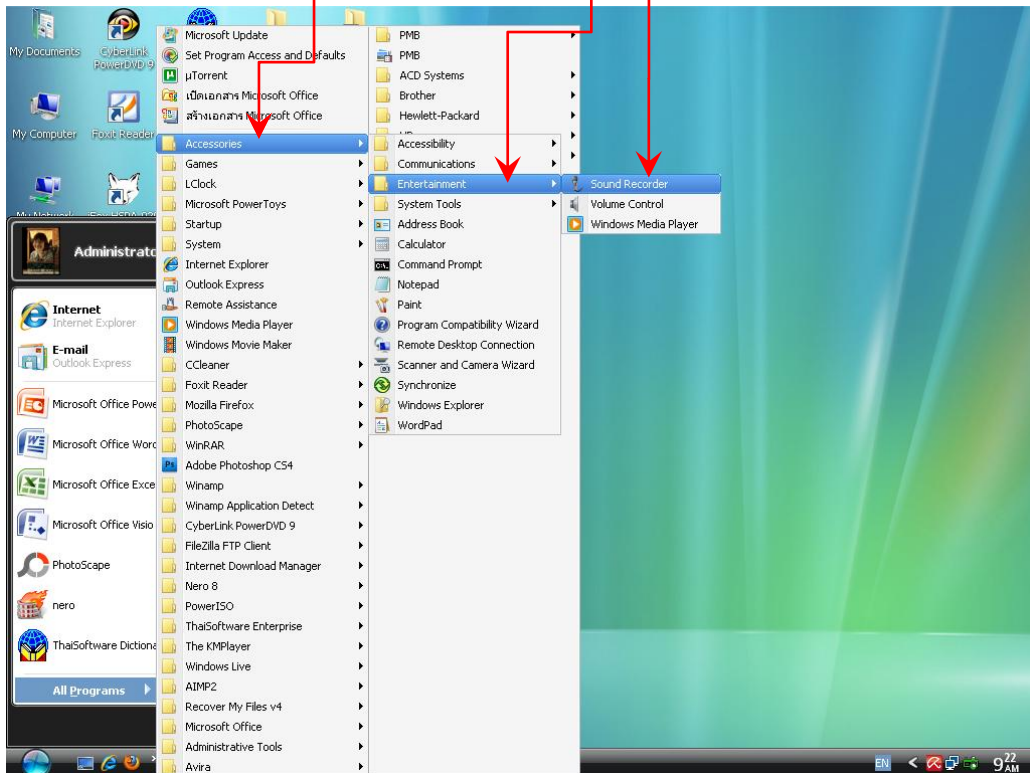 My Documents
CyberLink
PowerDVD 9
My Computer
Foxit Reader
Administrato
Internet
Internet Explorer
E-mail
Outlook Express
Microsoft Office Powe
Microsoft Office Word
Microsoft Office Exce
Microsoft Office Visio
PhotoScape
nero
ThaiSoftware Dictiona
All Programs
Microsoft Update
Set Program Access and Defaults
µTorrent
เปิดเอกสาร Microsoft Office
สร้างเอกสาร Microsoft Office
Accessories
Games
LClock
Microsoft PowerToys
Startup
System
Internet Explorer
Outlook Express
Remote Assistance
Windows Media Player
Windows Movie Maker
CCleaner
Foxit Reader
Mozilla Firefox
PhotoScape
WinRAR
Adobe Photoshop CS4
Winamp
Winamp Application Detect
CyberLink PowerDVD 9
FileZilla FTP Client
Internet Download Manager
Nero 8
PowerISO
ThaiSoftware Enterprise
The KMPlayer
Windows Live
AIMP2
Recover My Files v4
Microsoft Office
Administrative Tools
Avira
PMB
PMB
ACD Systems
Brother
Hewlett-Packard
Accessibility
Communications
Entertainment
System Tools
Address Book
Calculator
Command Prompt
Notepad
Paint
Program Compatibility Wizard
Remote Desktop Connection
Scanner and Camera Wizard
Synchronize
Windows Explorer
WordPad
Sound Recorder
Volume Control
Windows Media Player
EN
9 22 AM